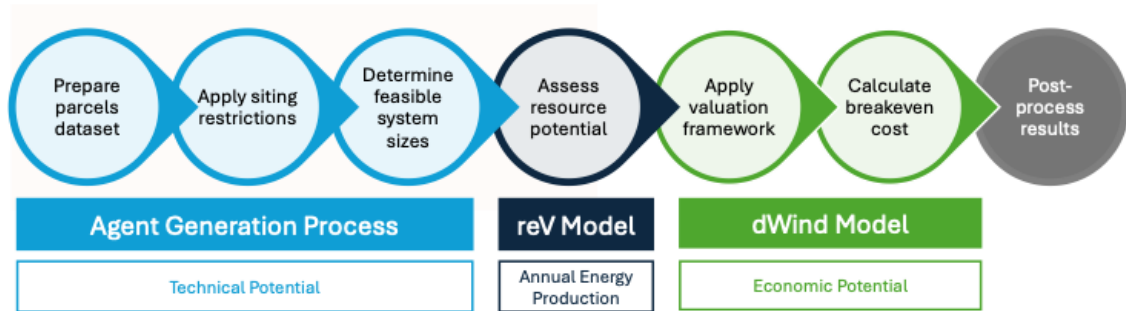 Prepare
parcels
dataset
Apply siting
restrictions
Determine
feasible
system
sizes
Assess
resource
potential
Apply
valuation
framework
Calculate
breakeven
cost
Post-
process
results
Agent Generation Process
reV Model
dWind Model
Technical Potential
Annual Energy
Production
Economic Potential